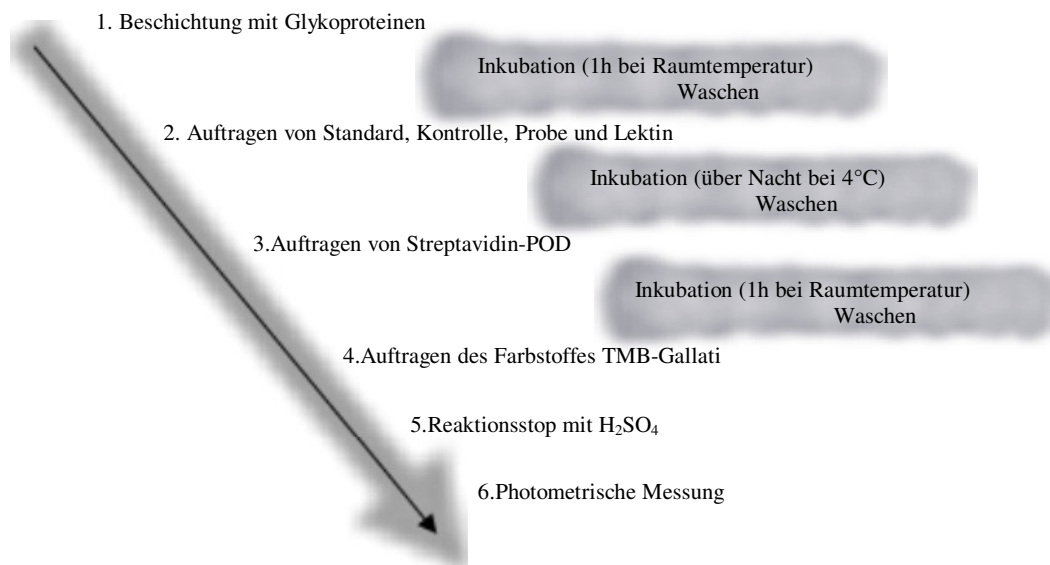 1. Beschichtung mit Glykoproteinen
Inkubation (1h bei Raumtemperatur)
Waschen
2. Auftragen von Standard, Kontrolle, Probe und Lektin
Inkubation (über Nacht bei 4°C)
Waschen
3.Auftragen von Streptavidin-POD
Inkubation (1h bei Raumtemperatur)
Waschen
4.Auftragen des Farbstoffes TMB-Gallati
5.Reaktionsstop mit H₂SO₄
6.Photometrische Messung